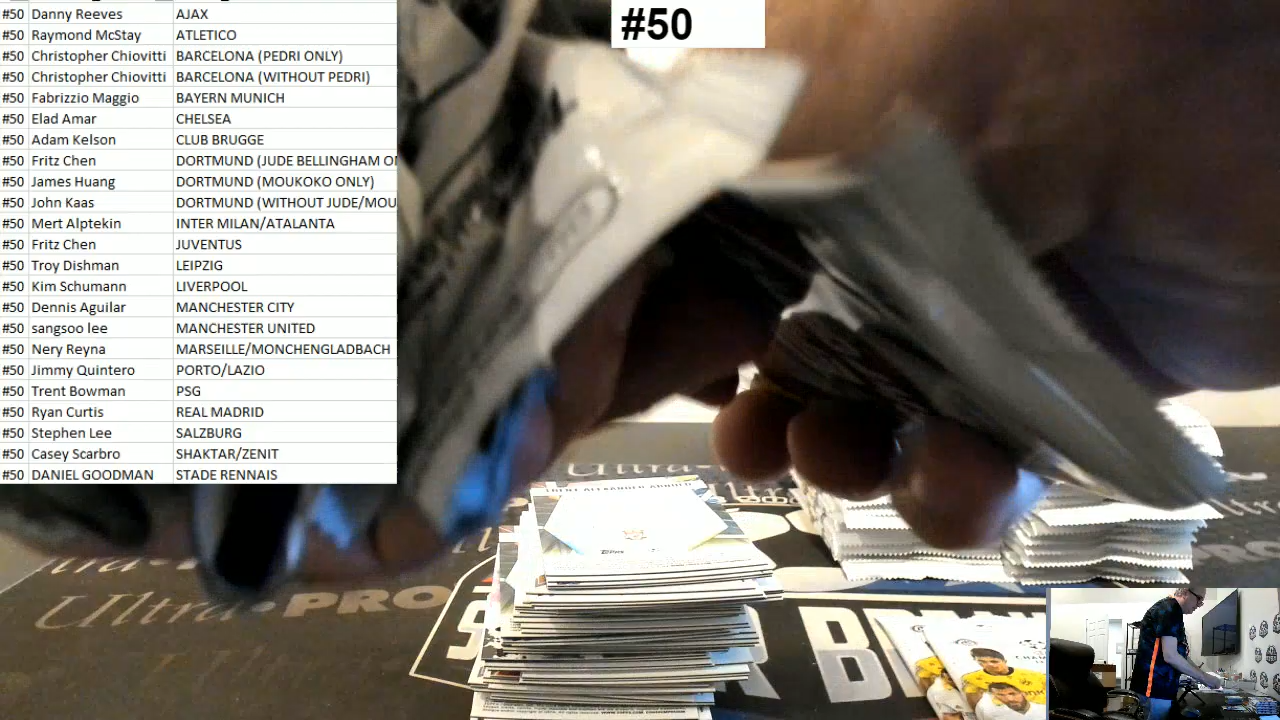 #50 Danny Reeves AJAX
#50 Raymond McStay ATLETICO
#50 Christopher Chiovitti BARCELONA (PEDRI ONLY)
#50 Christopher Chiovitti BARCELONA (WITHOUT PEDRI)
#50 Fabrizzio Maggio BAYERN MUNICH
#50 Elad Amar CHELSEA
#50 Adam Kelson CLUB BRUGGE
#50 Fritz Chen DORTMUND (JUDE BELLINGHAM
#50 James Huang DORTMUND (MOUKOKO ONLY)
#50 John Kaas DORTMUND (WITHOUT JUDE/MOU
#50 Mert Alptekin INTER MILAN/ATALANTA
#50 Fritz Chen JUVENTUS
#50 Troy Dishman LEIPZIG
#50 Kim Schumann LIVERPOOL
#50 Dennis Aguilar MANCHESTER CITY
#50 sangsoo lee MANCHESTER UNITED
#50 Nery Reyna MARSEILLE/MONCHENGLADBACH
#50 Jimmy Quintero PORTO/LAZIO
#50 Trent Bowman PSG
#50 Ryan Curtis REAL MADRID
#50 Stephen Lee SALZBURG
#50 Casey Scarbro SHAKTAR/ZENIT
#50 DANIEL GOODMAN STADE RENNAIS
#50
TRENT ALEXANDER-ARNOLD
Topps
Ultra PRO